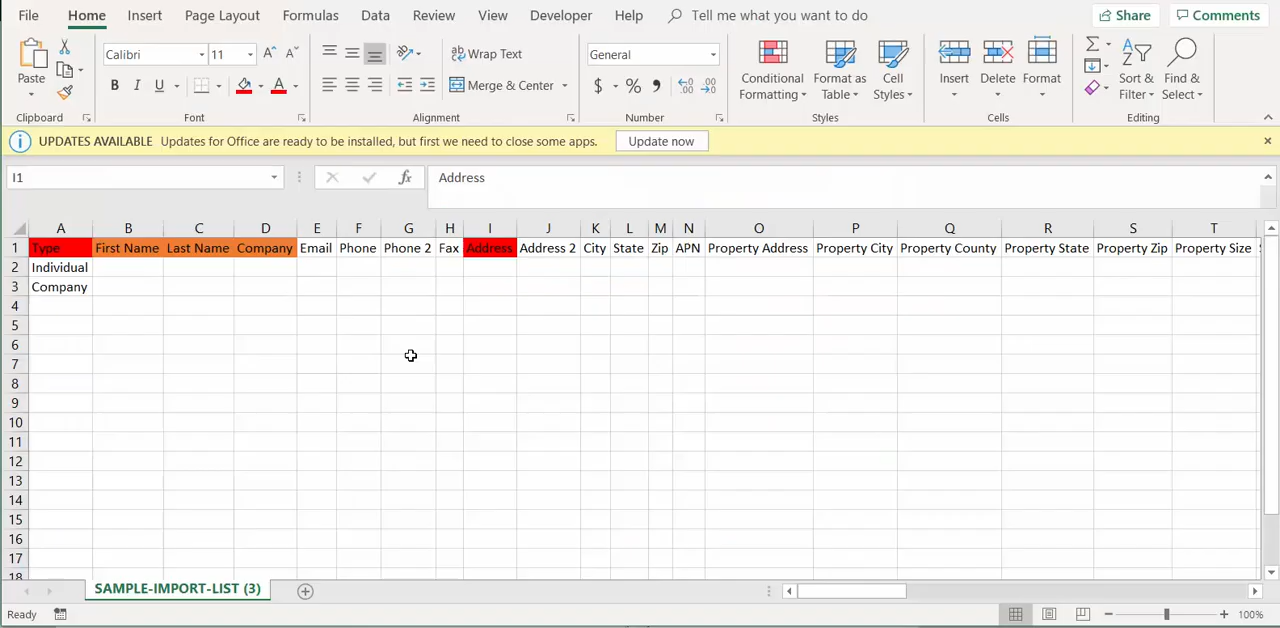 File Home Insert Page Layout Formulas Data Review View Developer Help Tell me what you want to do Share Comments
Paste
Clipboard
Calibri 11 A A
B I U A
Font
Wrap Text
Merge & Center
Alignment
General
$ % ,
Number
Conditional Formatting
Format as Table
Cell Styles
Styles
Insert
Delete
Format
Cells
Sort & Filter
Find & Select
Editing
UPDATES AVAILABLE Updates for Office are ready to be installed, but first we need to close some apps. Update now
I1 fx Address
A B C D E F G H I J K L M N O P Q R S T
1 Type First Name Last Name Company Email Phone Phone 2 Fax Address Address 2 City State Zip APN Property Address Property City Property County Property State Property Zip Property Size
2 Individual
3 Company
4
5
6
7
8
9
10
11
12
13
14
15
16
17
18
SAMPLE-IMPORT-LIST (3)
Ready 100%